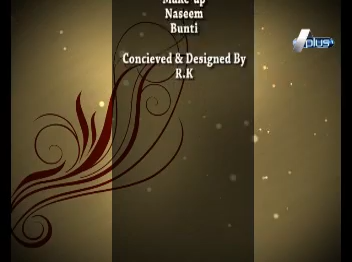 Make-up
Naseem
Bunti
Concieved & Designed By
R.K
plus